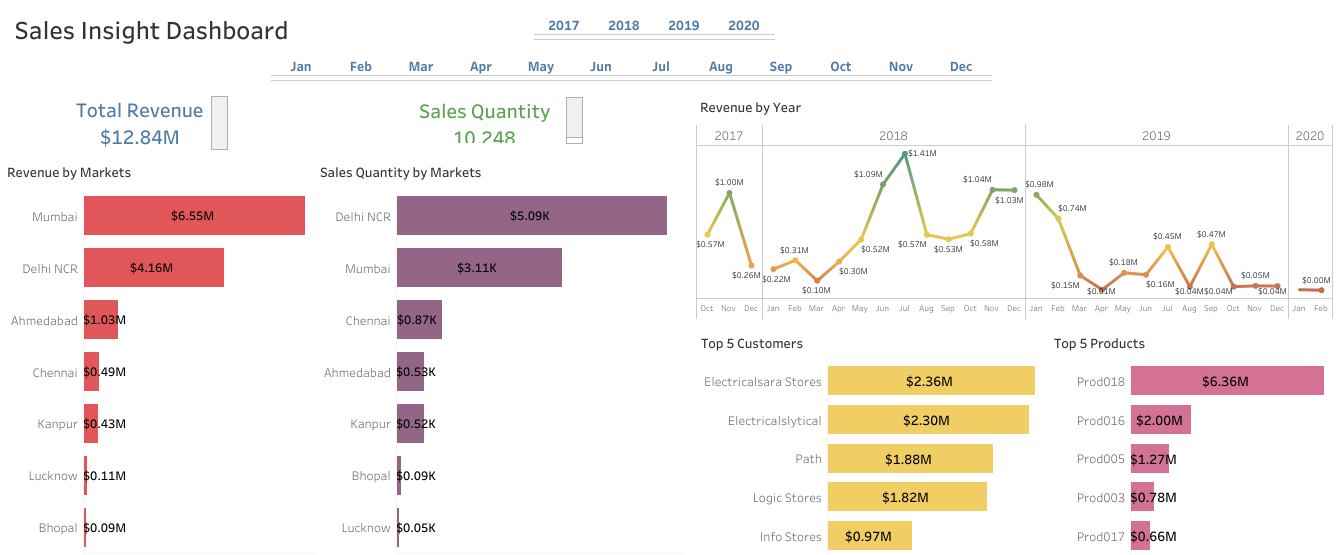 Sales Insight Dashboard
2017 2018 2019 2020
Jan Feb Mar Apr May Jun Jul Aug Sep Oct Nov Dec
Total Revenue
$12.84M
Sales Quantity
10,248
Revenue by Markets
Mumbai $6.55M
Delhi NCR $4.16M
Ahmedabad $1.03M
Chennai $0.49M
Kanpur $0.43M
Lucknow $0.11M
Bhopal $0.09M
Sales Quantity by Markets
Delhi NCR $5.09K
Mumbai $3.11K
Chennai $0.87K
Ahmedabad $0.53K
Kanpur $0.52K
Bhopal $0.09K
Lucknow $0.05K
Revenue by Year
2017 2018 2019 2020
$0.57M $1.00M $0.26M
$0.22M $0.31M $0.10M $0.30M $0.52M $1.09M $1.41M $0.57M $0.53M $0.58M $1.04M $1.03M
$0.98M $0.74M $0.15M $0.01M $0.18M $0.16M $0.45M $0.04M $0.47M $0.04M $0.05M $0.04M
$0.00M
Oct Nov Dec Jan Feb Mar Apr May Jun Jul Aug Sep Oct Nov Dec Jan Feb Mar Apr May Jun Jul Aug Sep Oct Nov Dec Jan Feb
Top 5 Customers
Electricalsara Stores $2.36M
Electricalslytical $2.30M
Path $1.88M
Logic Stores $1.82M
Info Stores $0.97M
Top 5 Products
Prod018 $6.36M
Prod016 $2.00M
Prod005 $1.27M
Prod003 $0.78M
Prod017 $0.66M